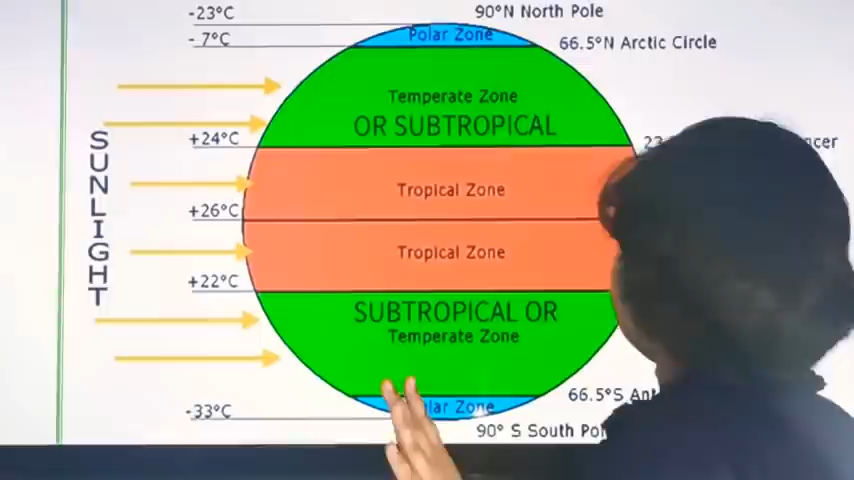 -23°C
90°N North Pole
Polar Zone
- 7°C
66.5°N Arctic Circle
Temperate Zone
OR SUBTROPICAL
+24°C
SUNLIGHT
Tropical Zone
+26°C
Tropical Zone
+22°C
SUBTROPICAL OR
Temperate Zone
66.5°S
-33°C
Zone
90° S South